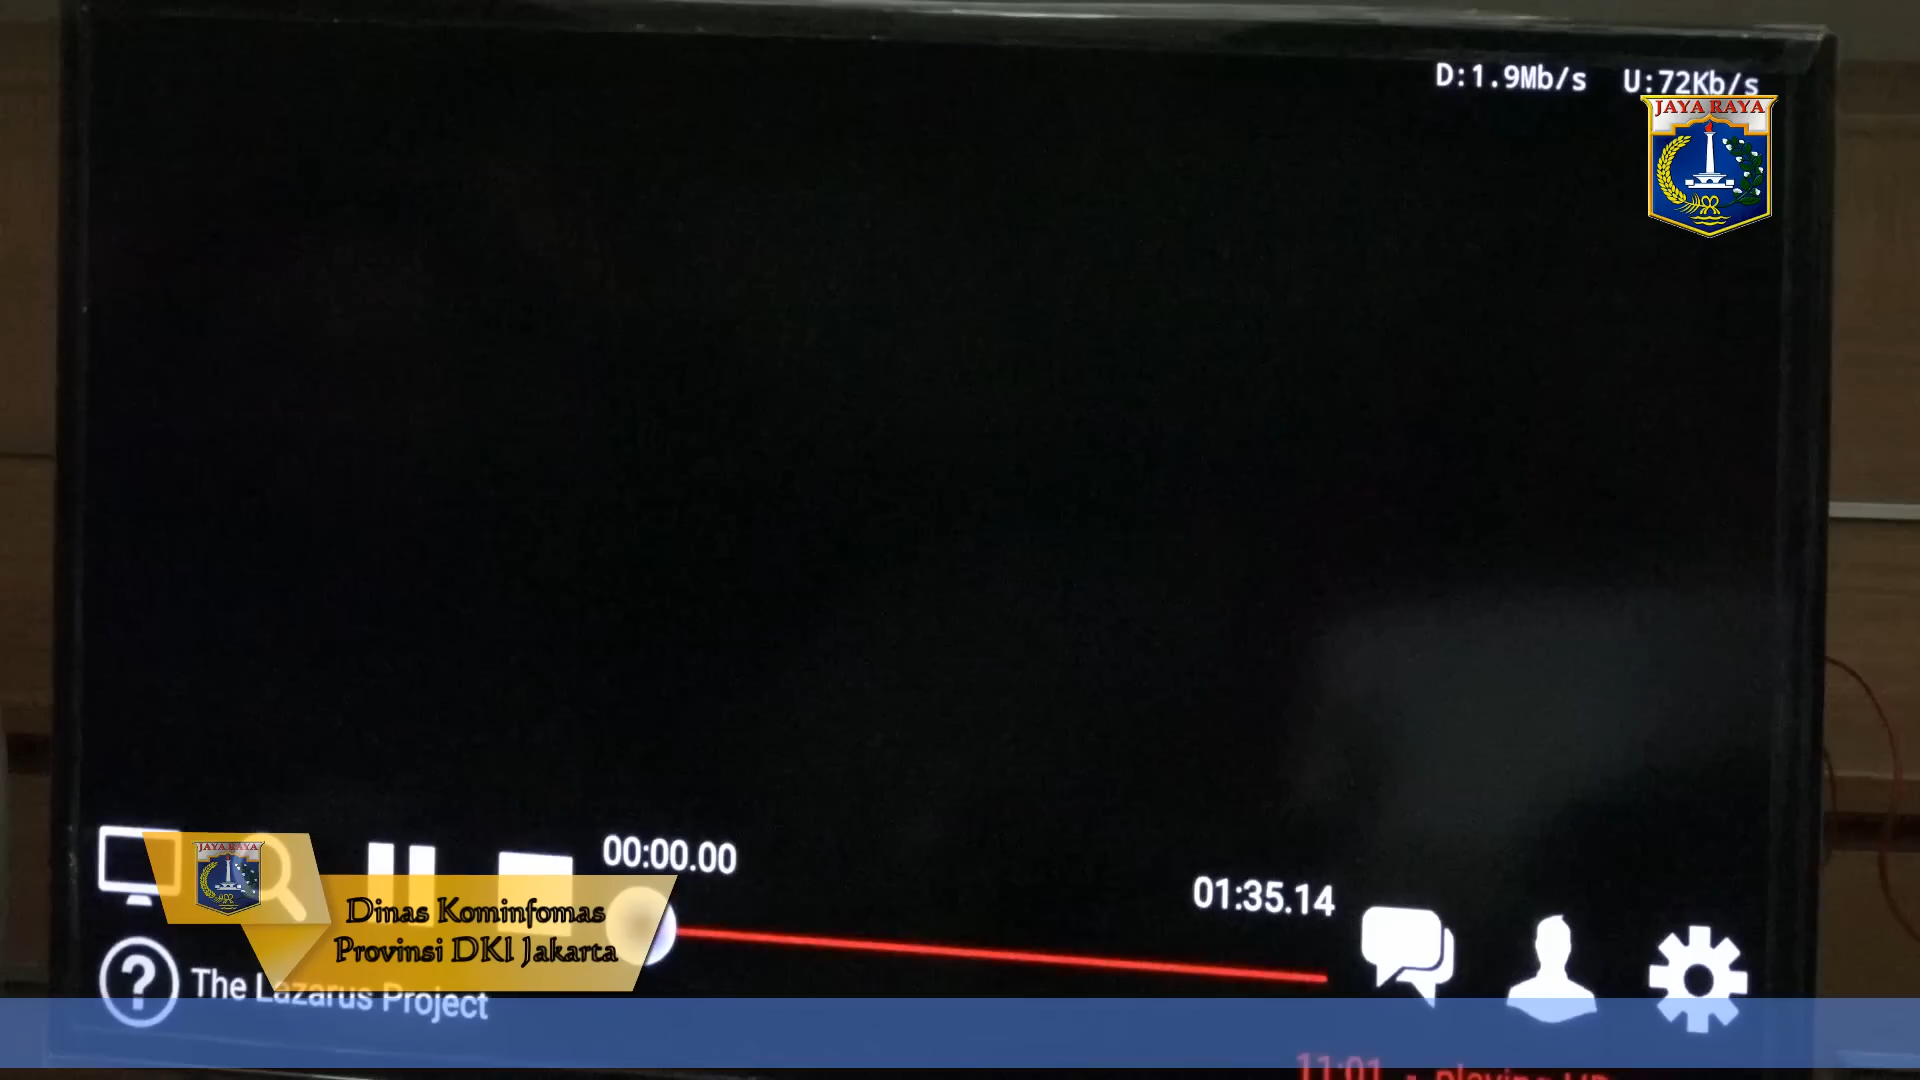 D:1.9Mb/s U:72Kb/s
JAYA RAYA
00:00.00
01:35.14
JAYA RAYA
Dinas Kominfomas
Provinsi DKI Jakarta
The Lazarus Project
11:01
playing